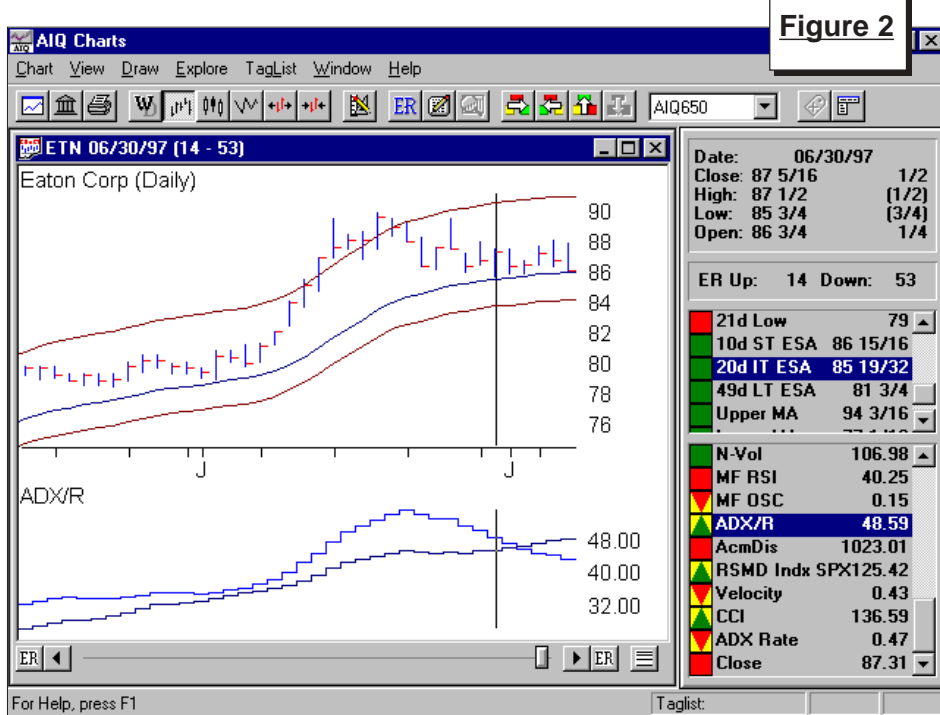 Figure 2
AIQ Charts
Chart View Draw Explore TagList Window Help
ER AIQ650
ETN 06/30/97 (14 - 53)
Eaton Corp (Daily)
90
88
86
84
82
80
78
76
J J
ADX/R
48.00
40.00
32.00
ER ER
Date: 06/30/97
Close: 87 5/16 1/2
High: 87 1/2 (1/2)
Low: 85 3/4 (3/4)
Open: 86 3/4 1/4
ER Up: 14 Down: 53
21d Low 79
10d ST ESA 86 15/16
20d IT ESA 85 19/32
49d LT ESA 81 3/4
Upper MA 94 3/16
N-Vol 106.98
MF RSI 40.25
MF OSC 0.15
ADX/R 48.59
AcmDis 1023.01
RSMD Indx SPX125.42
Velocity 0.43
CCI 136.59
ADX Rate 0.47
Close 87.31
For Help, press F1
Taglist: